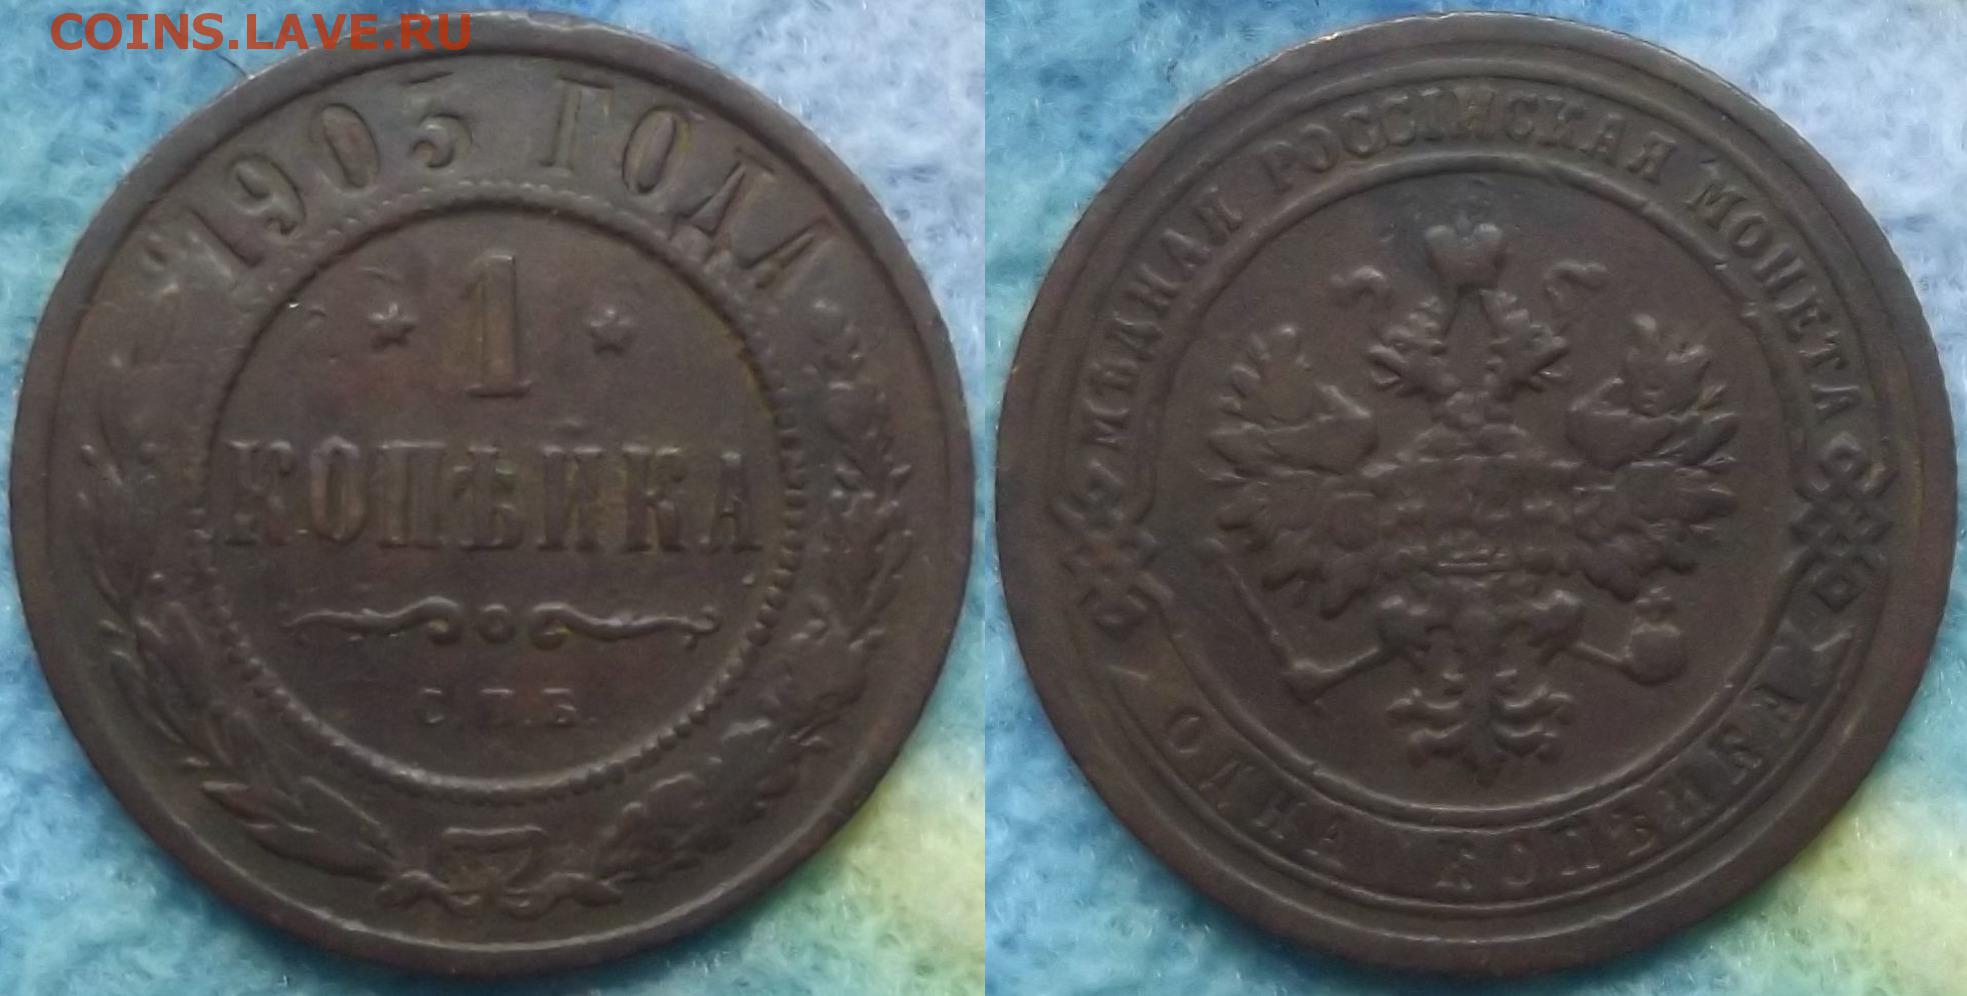 COINS.LAVE.RU
1903 ГОДА
1
КОПѢЙКА
С.П.Б.
МѢДНАЯ РОССІЙСКАЯ МОНЕТА
ОДНА КОПѢЙКА